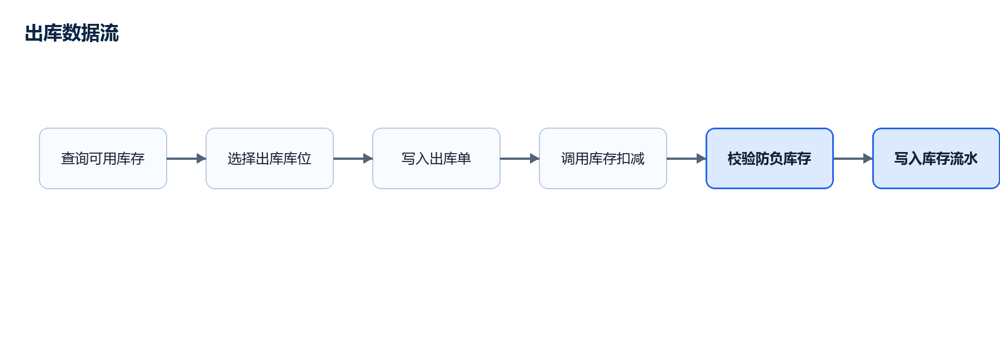 出库数据流
查询可用库存
选择出库库位
写入出库单
调用库存扣减
校验防负库存
写入库存流水